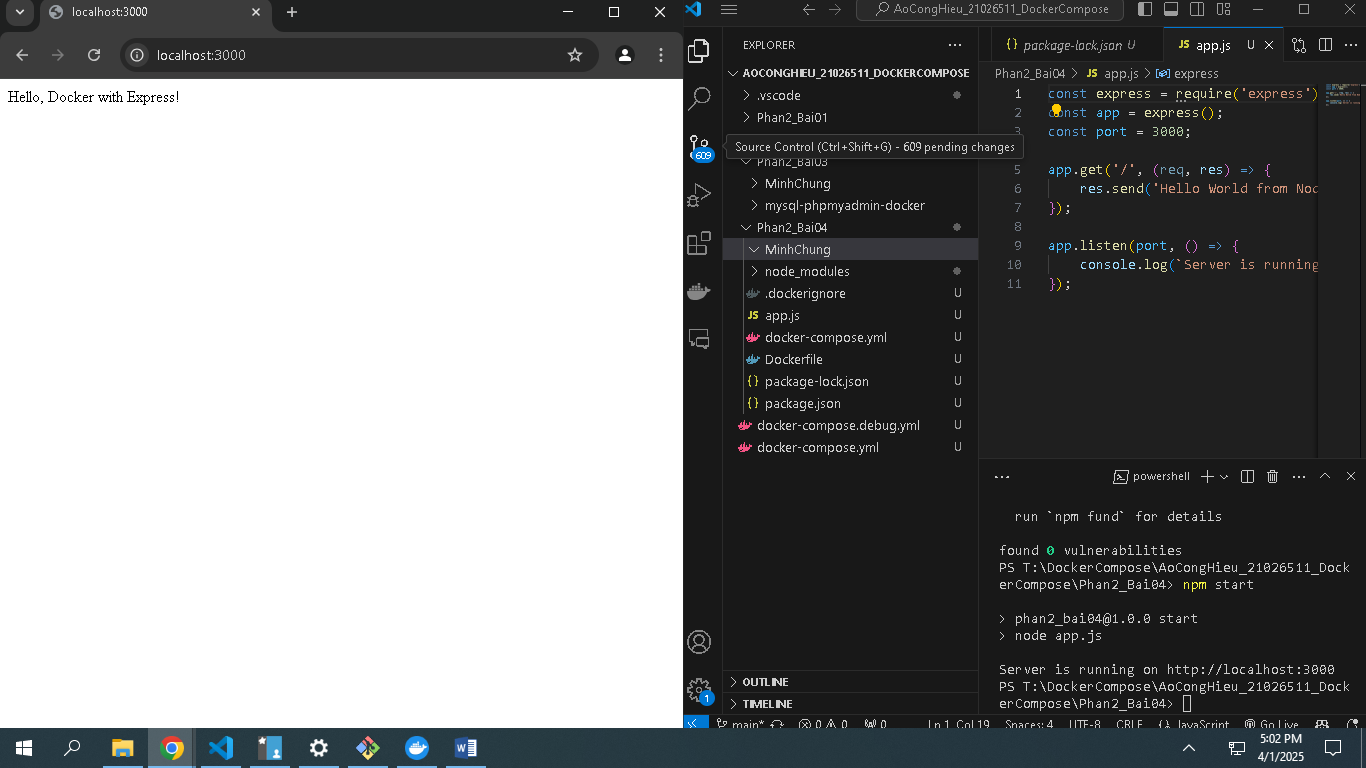 localhost:3000
localhost:3000
Hello, Docker with Express!
AoCongHieu_21026511_DockerCompose
EXPLORER
AOCONGHIEU_21026511_DOCKERCOMPOSE
.vscode
Phan2_Bai01
Source Control (Ctrl+Shift+G) - 609 pending changes
609
Phan2_Bai03
MinhChung
mysql-phpmyadmin-docker
Phan2_Bai04
MinhChung
node_modules
.dockerignore U
JS app.js U
docker-compose.yml U
Dockerfile U
{} package-lock.json U
{} package.json U
docker-compose.debug.yml U
docker-compose.yml U
OUTLINE
TIMELINE
1
{} package-lock.json U
JS app.js U
Phan2_Bai04 > JS app.js > express
1 const express = require('express')
2 const app = express();
3 const port = 3000;
5 app.get('/', (req, res) => {
6 res.send('Hello World from Noc
7 });
8
9 app.listen(port, () => {
10 console.log(`Server is running
11 });
powershell
run `npm fund` for details
found 0 vulnerabilities
PS T:\DockerCompose\AoCongHieu_21026511_Dock
erCompose\Phan2_Bai04> npm start
> phan2_bai04@1.0.0 start
> node app.js
Server is running on http://localhost:3000
PS T:\DockerCompose\AoCongHieu_21026511_Dock
erCompose\Phan2_Bai04>
main* 0 0 0 Ln 1, Col 19 Spaces: 4 UTF-8 CRLF {} JavaScript Go Live
5:02 PM
4/1/2025